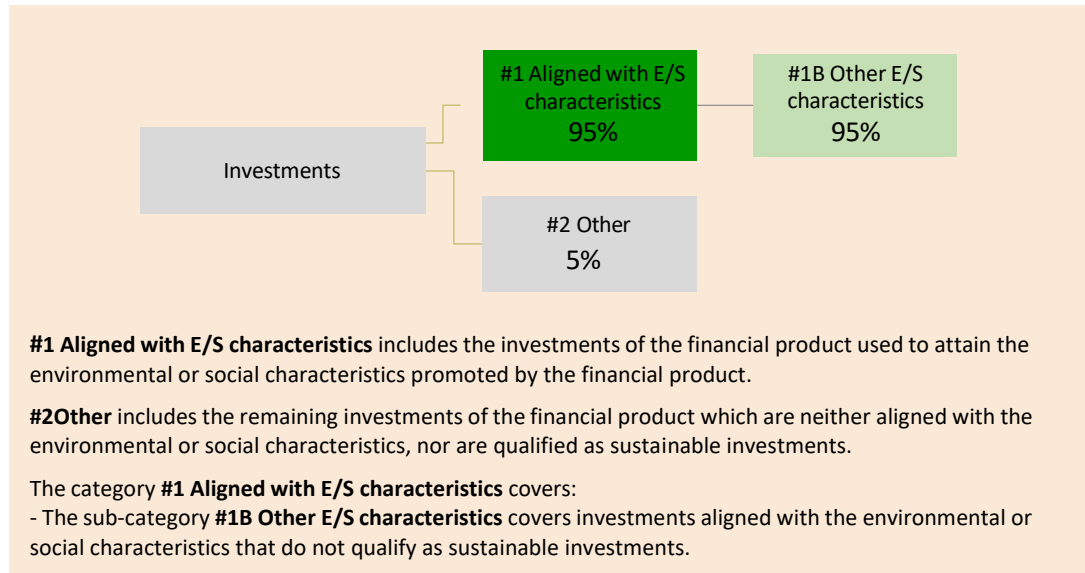 #1 Aligned with E/S
characteristics
95%
#1B Other E/S
characteristics
95%
Investments
#2 Other
5%
#1 Aligned with E/S characteristics includes the investments of the financial product used to attain the
environmental or social characteristics promoted by the financial product.
#2Other includes the remaining investments of the financial product which are neither aligned with the
environmental or social characteristics, nor are qualified as sustainable investments.
The category #1 Aligned with E/S characteristics covers:
- The sub-category #1B Other E/S characteristics covers investments aligned with the environmental or
social characteristics that do not qualify as sustainable investments.